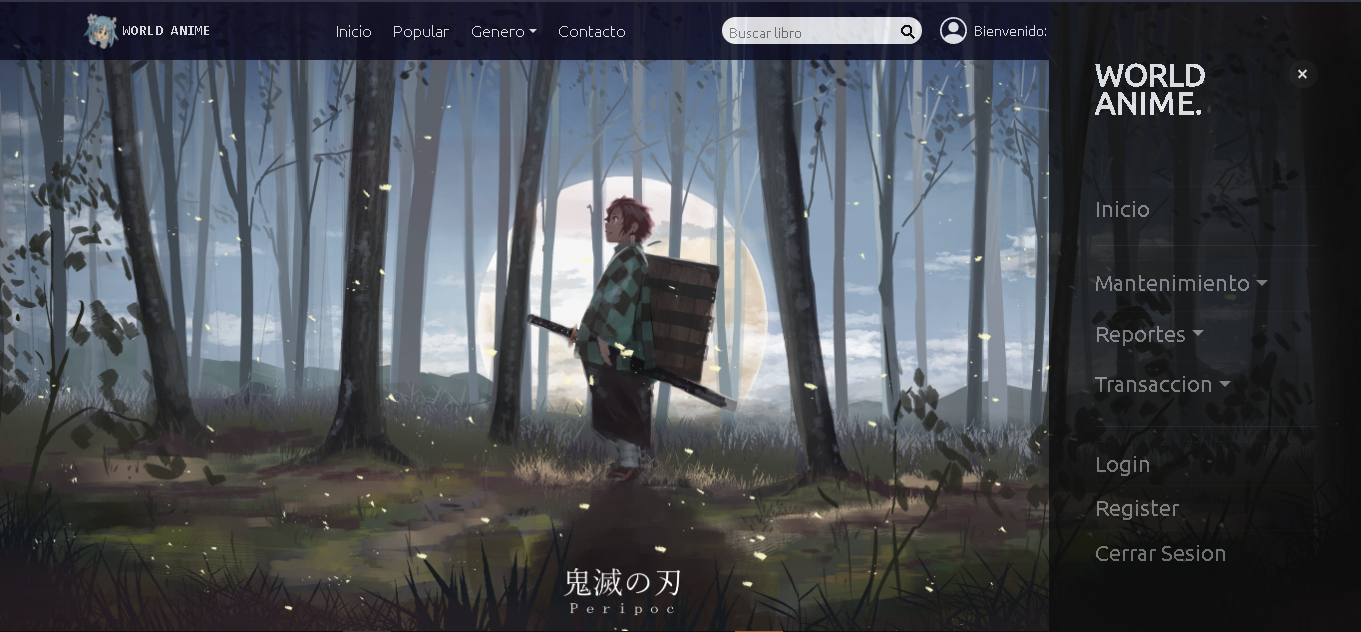 WORLD ANIME
Inicio
Popular
Genero
Contacto
Buscar libro
Bienvenido:
WORLD
ANIME.
×
Inicio
Mantenimiento
Reportes
Transaccion
Login
Register
Cerrar Sesion
鬼滅の刃
Peripoc